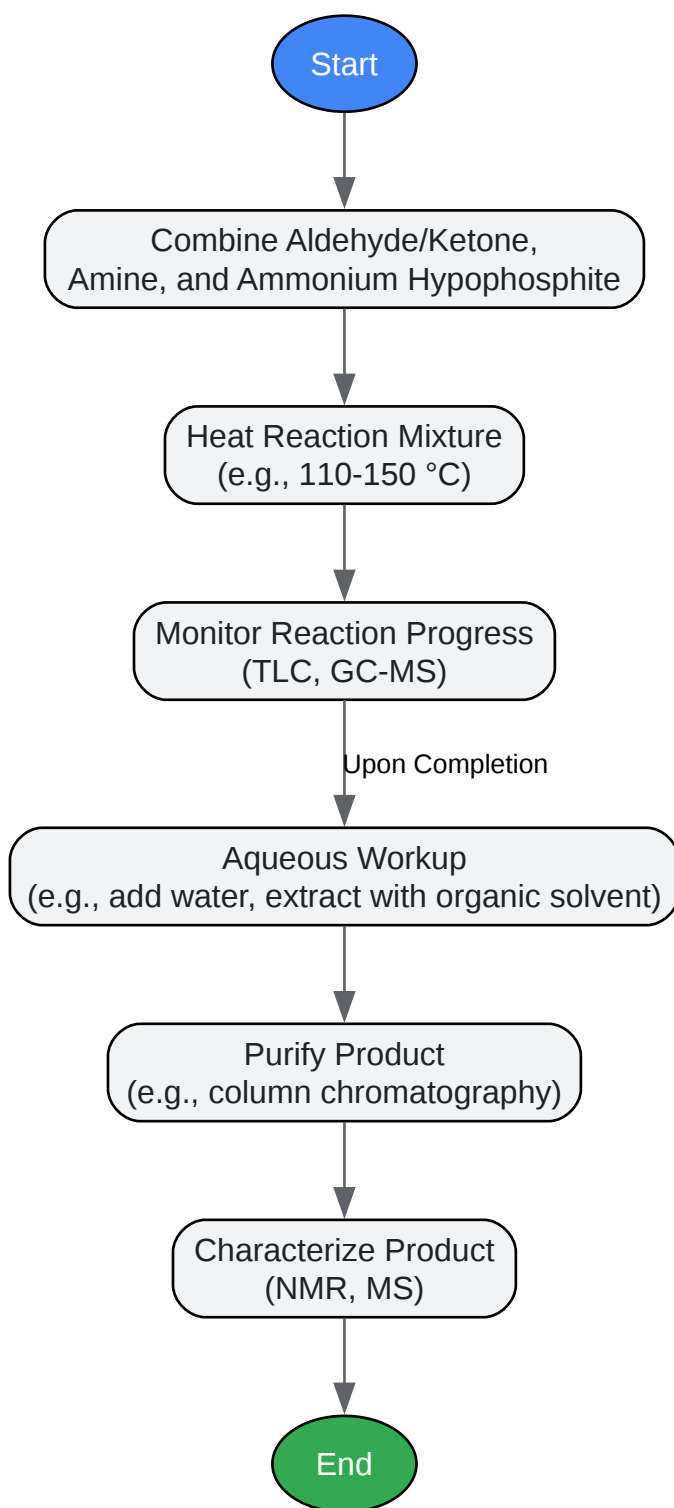 Start
Combine Aldehyde/Ketone,
Amine, and Ammonium Hypophosphite
Heat Reaction Mixture
(e.g., 110-150 °C)
Monitor Reaction Progress
(TLC, GC-MS)
Upon Completion
Aqueous Workup
(e.g., add water, extract with organic solvent)
Purify Product
(e.g., column chromatography)
Characterize Product
(NMR, MS)
End